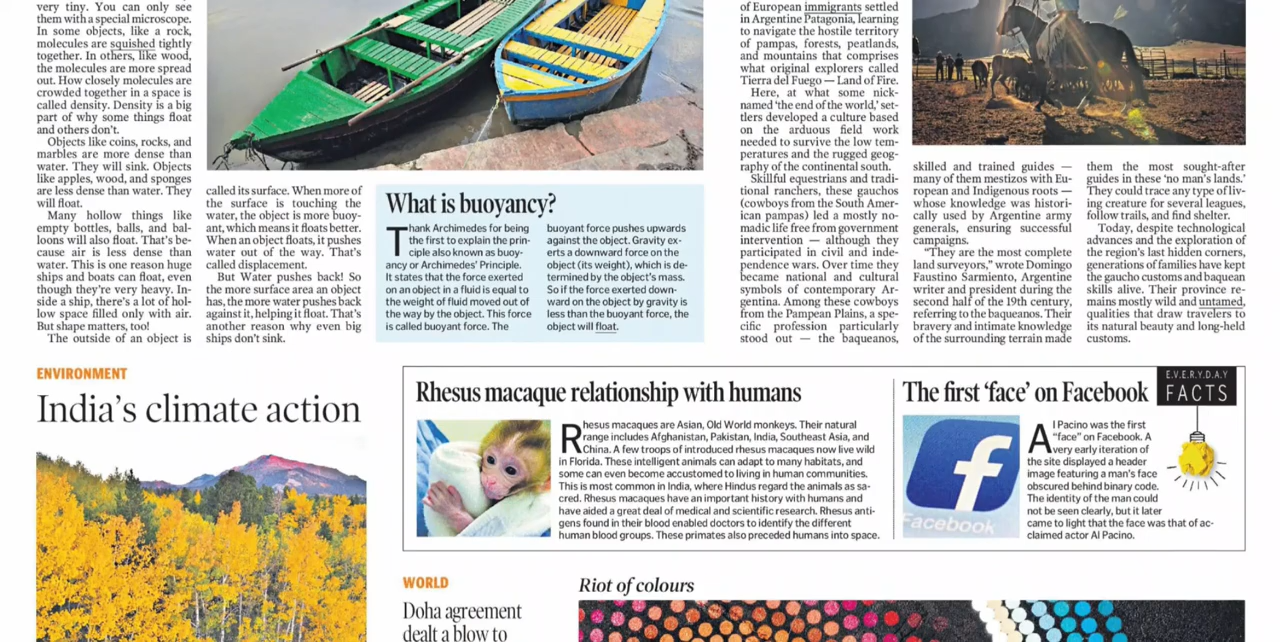 very tiny. You can only see
them with a special microscope.
In some objects, like a rock,
molecules are squished tightly
together. In others, like wood,
the molecules are more spread
out. How closely molecules are
crowded together in a space is
called density. Density is a big
part of why some things float
and others don't.
Objects like coins, rocks, and
marbles are more dense than
water. They will sink. Objects
like apples, wood, and sponges
are less dense than water. They
will float.
Many hollow things like
empty bottles, balls, and bal-
loons will also float. That's be-
cause air is less dense than
water. This is one reason huge
ships and boats can float, even
though they're very heavy. In-
side a ship, there's a lot of hol-
low space filled only with air.
But shape matters, too!
The outside of an object is
called its surface. When more of
the surface is touching the
water, the object is more buoy-
ant, which means it floats better.
When an object floats, it pushes
water out of the way. That's
called displacement.
But Water pushes back! So
the more surface area an object
has, the more water pushes back
against it, helping it float. That's
another reason why even big
ships don't sink.
What is buoyancy?
Thank Archimedes for being
the first to explain the prin-
ciple also known as buoy-
ancy or Archimedes' Principle.
It states that the force exerted
on an object in a fluid is equal to
the weight of fluid moved out of
the way by the object. This force
is called buoyant force. The
buoyant force pushes upwards
against the object. Gravity ex-
erts a downward force on the
object (its weight), which is de-
termined by the object's mass.
So if the force exerted down-
ward on the object by gravity is
less than the buoyant force, the
object will float.
of European immigrants settled
in Argentine Patagonia, learning
to navigate the hostile territory
of pampas, forests, peatlands,
and mountains that comprises
what original explorers called
Tierra del Fuego — Land of Fire.
Here, at what some nick-
named 'the end of the world,' set-
tlers developed a culture based
on the arduous field work
needed to survive the low tem-
peratures and the rugged geog-
raphy of the continental south.
Skillful equestrians and tradi-
tional ranchers, these gauchos
(cowboys from the South Amer-
ican pampas) led a mostly no-
madic life free from government
intervention — although they
participated in civil and inde-
pendence wars. Over time they
became national and cultural
symbols of contemporary Ar-
gentina. Among these cowboys
from the Pampean Plains, a spe-
cific profession particularly
stood out — the baqueanos,
skilled and trained guides —
many of them mestizos with Eu-
ropean and Indigenous roots —
whose knowledge was histori-
cally used by Argentine army
generals, ensuring successful
campaigns.
"They are the most complete
land surveyors," wrote Domingo
Faustino Sarmiento, Argentine
writer and president during the
second half of the 19th century,
referring to the baqueanos. Their
bravery and intimate knowledge
of the surrounding terrain made
them the most sought-after
guides in these 'no man's lands.'
They could trace any type of liv-
ing creature for several leagues,
follow trails, and find shelter.
Today, despite technological
advances and the exploration of
the region's last hidden corners,
generations of families have kept
the gaucho customs and baquean
skills alive. Their province re-
mains mostly wild and untamed,
qualities that draw travelers to
its natural beauty and long-held
customs.
ENVIRONMENT
India's climate action
Rhesus macaque relationship with humans
Rhesus macaques are Asian, Old World monkeys. Their natural
range includes Afghanistan, Pakistan, India, Southeast Asia, and
China. A few troops of introduced rhesus macaques now live wild
in Florida. These intelligent animals can adapt to many habitats, and
some can even become accustomed to living in human communities.
This is most common in India, where Hindus regard the animals as sa-
cred. Rhesus macaques have an important history with humans and
have aided a great deal of medical and scientific research. Rhesus anti-
gens found in their blood enabled doctors to identify the different
human blood groups. These primates also preceded humans into space.
The first 'face' on Facebook
E.V.E.R.Y.D.A.Y
FACTS
f
Facebook
Al Pacino was the first
"face" on Facebook. A
very early iteration of
the site displayed a header
image featuring a man's face
obscured behind binary code.
The identity of the man could
not be seen clearly, but it later
came to light that the face was that of ac-
claimed actor Al Pacino.
WORLD
Doha agreement
dealt a blow to
Riot of colours